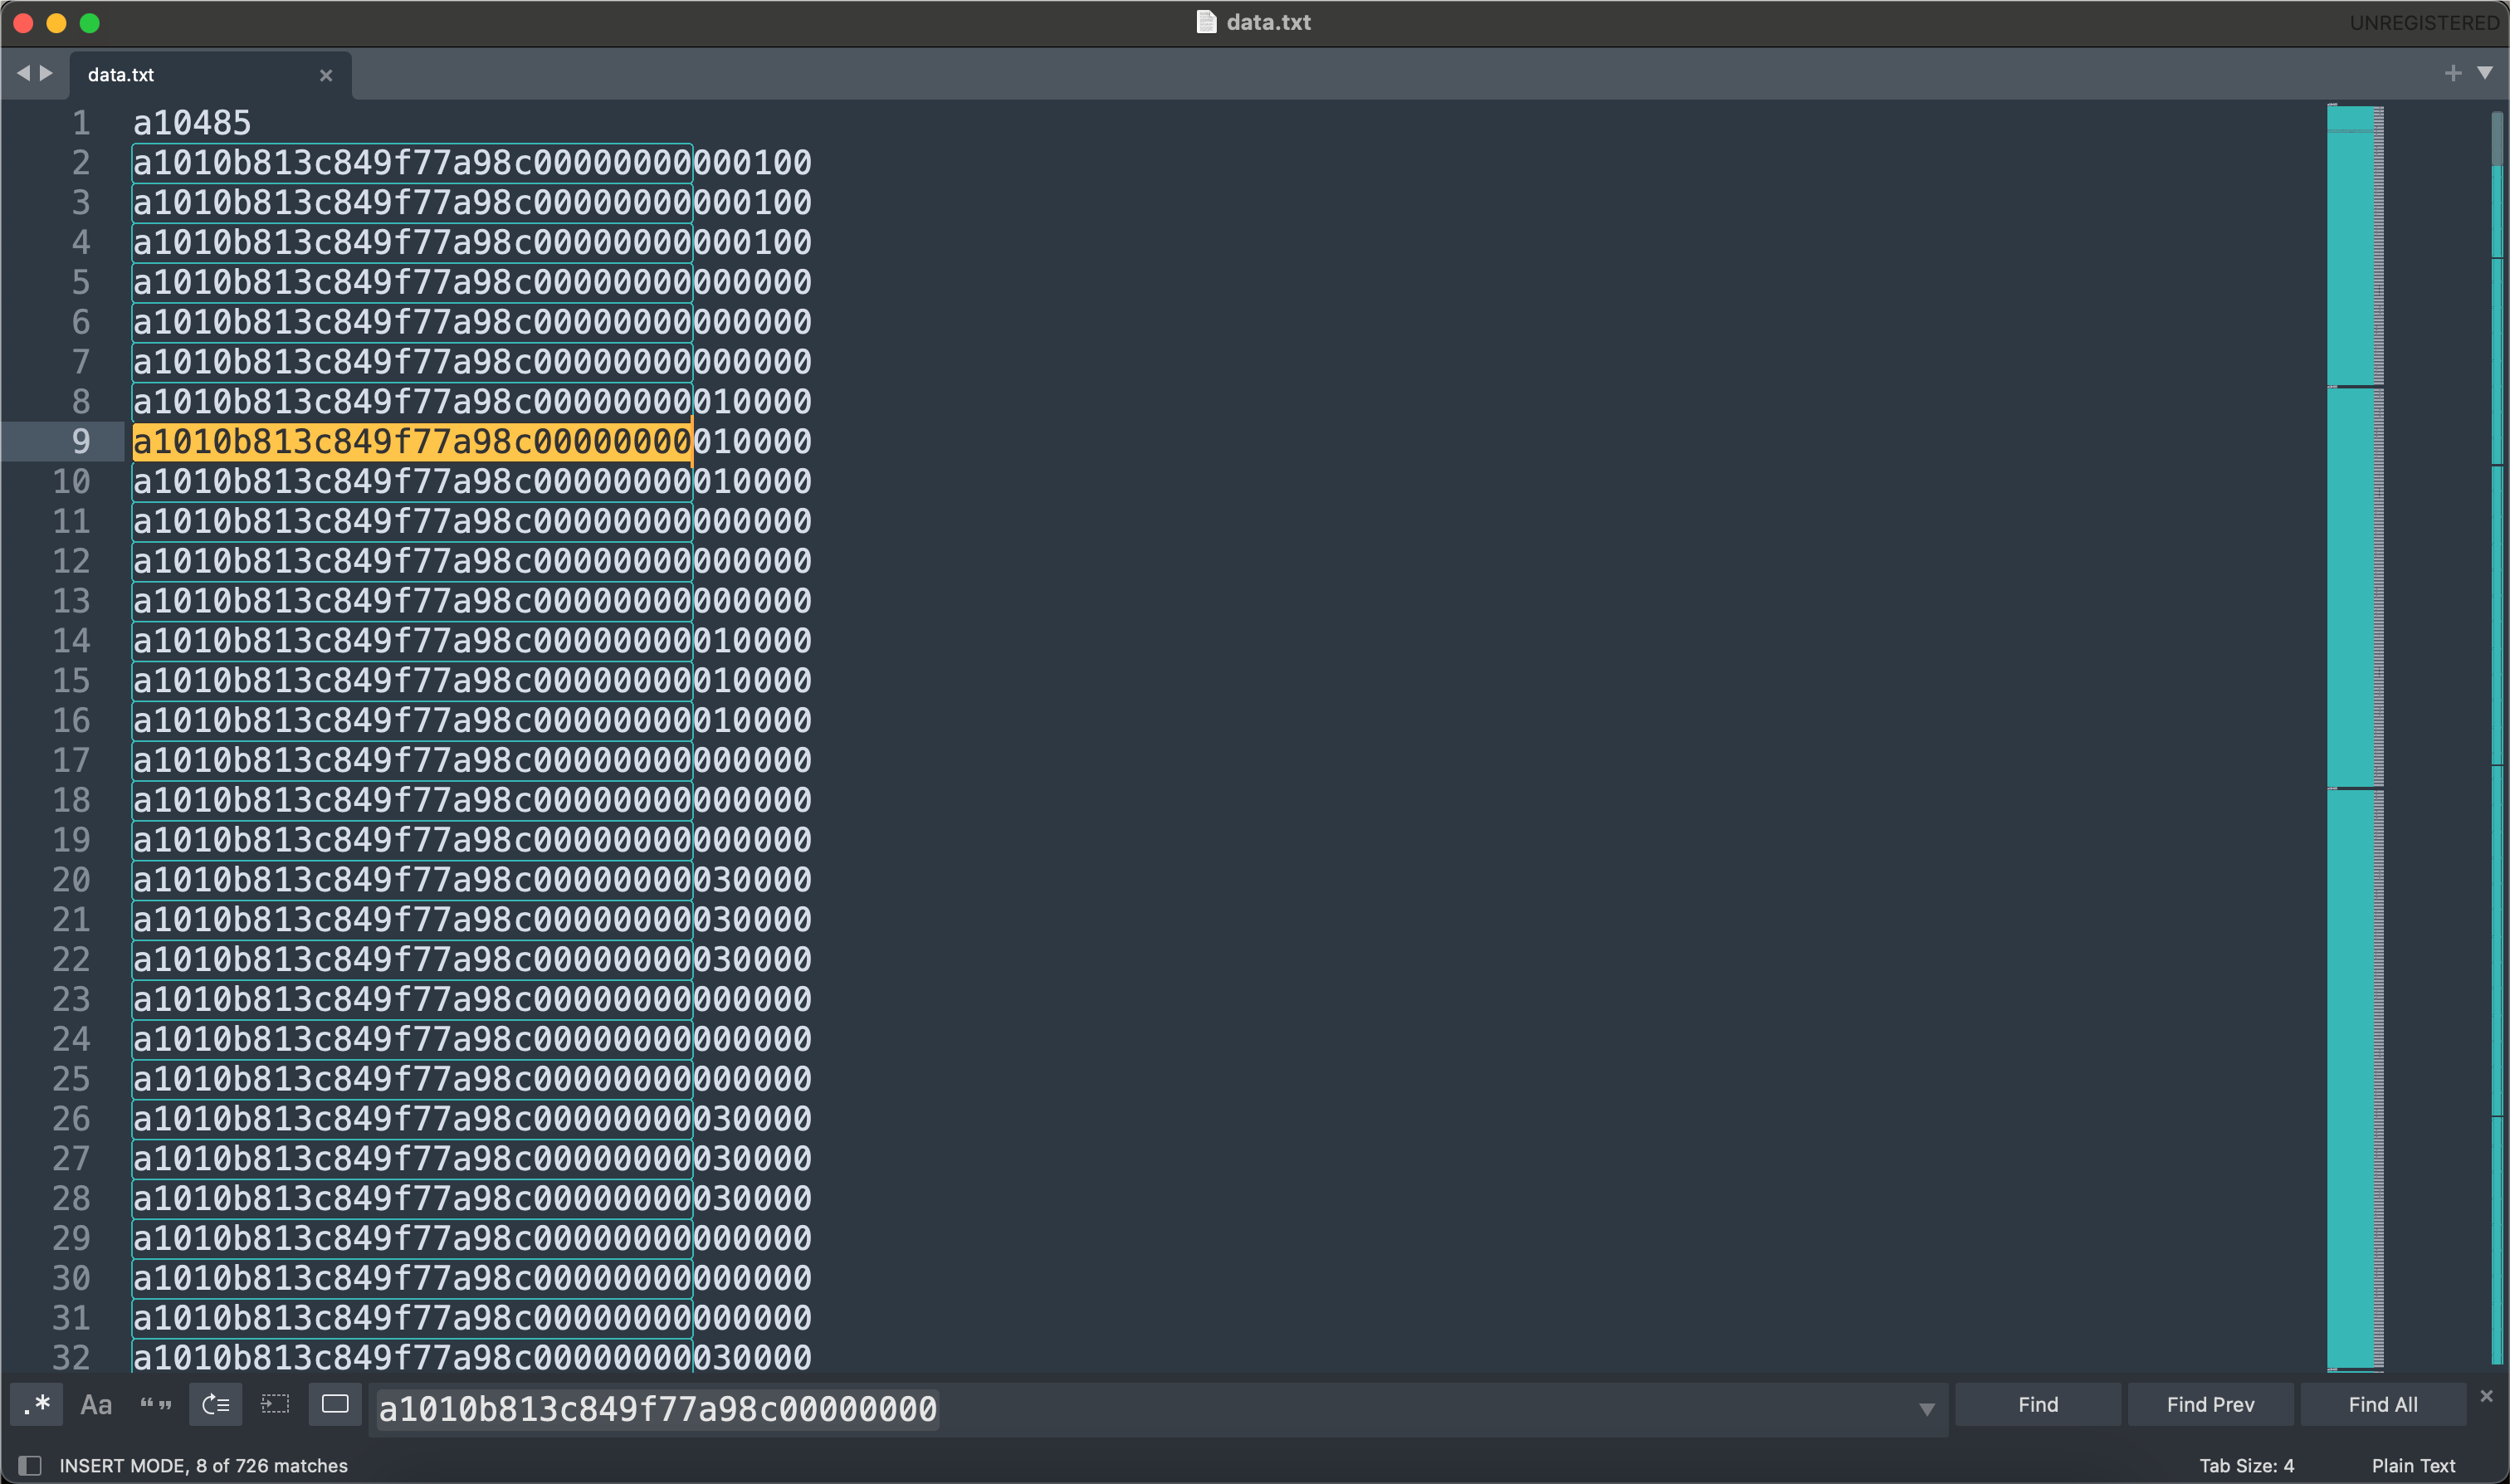 data.txt
UNREGISTERED
data.txt
1 a10485
2 a1010b813c849f77a98c00000000000100
3 a1010b813c849f77a98c00000000000100
4 a1010b813c849f77a98c00000000000100
5 a1010b813c849f77a98c00000000000000
6 a1010b813c849f77a98c00000000000000
7 a1010b813c849f77a98c00000000000000
8 a1010b813c849f77a98c00000000010000
9 a1010b813c849f77a98c00000000010000
10 a1010b813c849f77a98c00000000010000
11 a1010b813c849f77a98c00000000000000
12 a1010b813c849f77a98c00000000000000
13 a1010b813c849f77a98c00000000000000
14 a1010b813c849f77a98c00000000010000
15 a1010b813c849f77a98c00000000010000
16 a1010b813c849f77a98c00000000010000
17 a1010b813c849f77a98c00000000000000
18 a1010b813c849f77a98c00000000000000
19 a1010b813c849f77a98c00000000000000
20 a1010b813c849f77a98c00000000030000
21 a1010b813c849f77a98c00000000030000
22 a1010b813c849f77a98c00000000030000
23 a1010b813c849f77a98c00000000000000
24 a1010b813c849f77a98c00000000000000
25 a1010b813c849f77a98c00000000000000
26 a1010b813c849f77a98c00000000030000
27 a1010b813c849f77a98c00000000030000
28 a1010b813c849f77a98c00000000030000
29 a1010b813c849f77a98c00000000000000
30 a1010b813c849f77a98c00000000000000
31 a1010b813c849f77a98c00000000000000
32 a1010b813c849f77a98c00000000030000
.* Aa “” a1010b813c849f77a98c00000000 Find Find Prev Find All
INSERT MODE, 8 of 726 matches Tab Size: 4 Plain Text